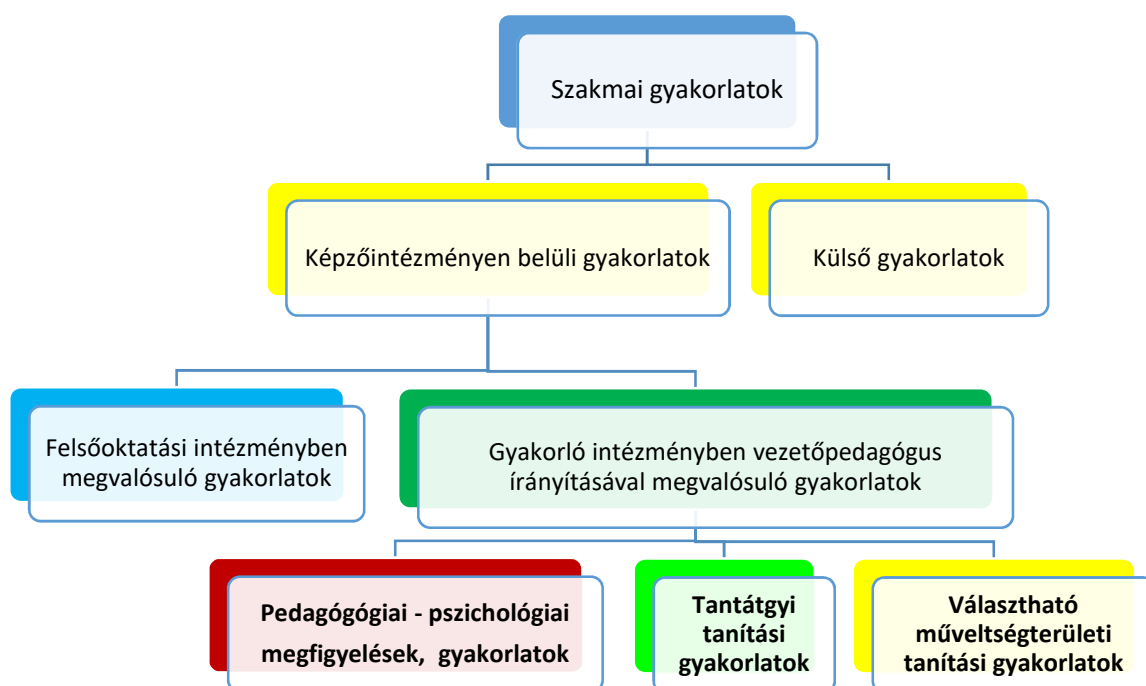 Szakmai gyakorlatok
Képzőintézményen belüli gyakorlatok
Külső gyakorlatok
Felsőoktatási intézményben
megvalósuló gyakorlatok
Gyakorló intézményben vezetőpedagógus
írányításával megvalósuló gyakorlatok
Pedagógógiai - pszichológiai
megfigyelések, gyakorlatok
Tantátgyi
tanítási
gyakorlatok
Választható
műveltségterületi
tanítási gyakorlatok